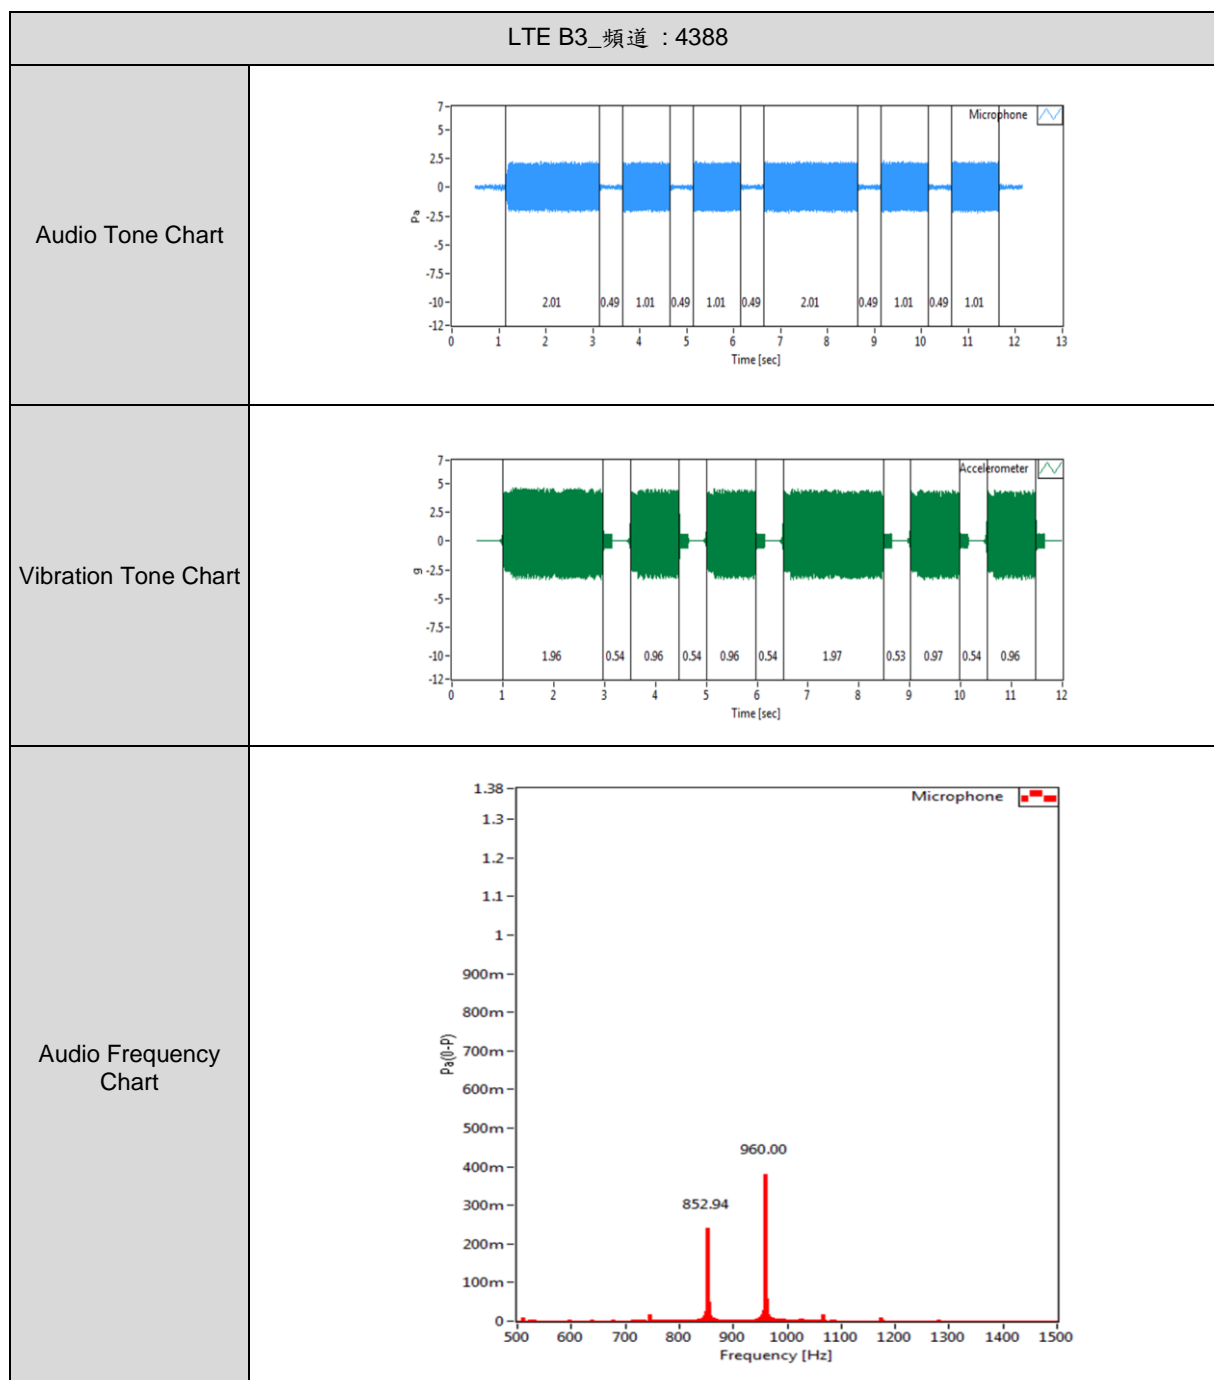 LTE B3_頻道 : 4388
Audio Tone Chart
Microphone
7
5
2.5
0
-2.5
-5
-7.5
-10
-12
Pa
2.01 0.49 1.01 0.49 1.01 0.49 2.01 0.49 1.01 0.49 1.01
0 1 2 3 4 5 6 7 8 9 10 11 12 13
Time [sec]
Vibration Tone Chart
Accelerometer
7
5
2.5
0
-2.5
-5
-7.5
-10
-12
g
1.96 0.54 0.96 0.54 0.96 0.54 1.97 0.53 0.97 0.54 0.96
0 1 2 3 4 5 6 7 8 9 10 11 12
Time [sec]
Audio Frequency
Chart
Microphone
1.38
1.3
1.2
1.1
1
900m
800m
700m
600m
500m
400m
300m
200m
100m
0
Pa(0-P)
960.00
852.94
500 600 700 800 900 1000 1100 1200 1300 1400 1500
Frequency [Hz]